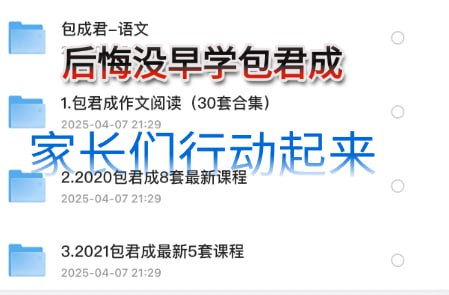 包成君-语文
后悔没早学包君成
1.包君成作文阅读（30套合集）
2025-04-07 21:29
家长们行动起来
2.2020包君成8套最新课程
2025-04-07 21:29
3.2021包君成最新5套课程
2025-04-07 21:29